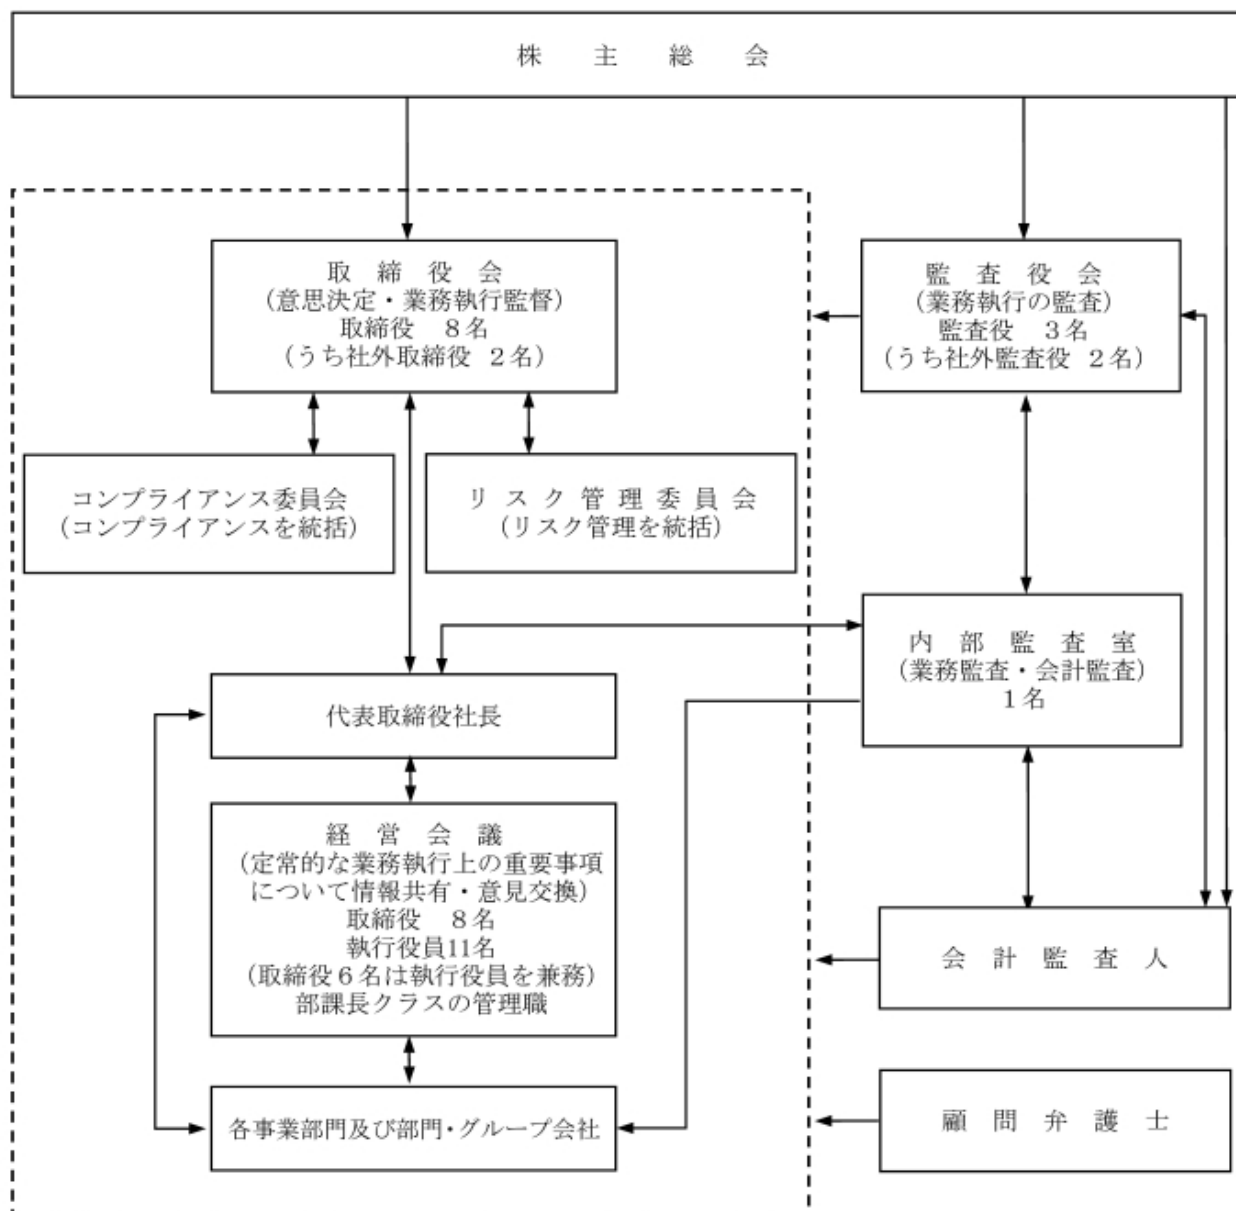 株主総会
取締役会
（意思決定・業務執行監督）
取締役 8名
（うち社外取締役 2名）
監査役会
（業務執行の監査）
監査役 3名
（うち社外監査役 2名）
コンプライアンス委員会
（コンプライアンスを統括）
リスク管理委員会
（リスク管理を統括）
内部監査室
（業務監査・会計監査）
1名
代表取締役社長
経営会議
（定常的な業務執行上の重要事項
について情報共有・意見交換）
取締役 8名
執行役員11名
（取締役6名は執行役員を兼務）
部課長クラスの管理職
会計監査人
各事業部門及び部門・グループ会社
顧問弁護士